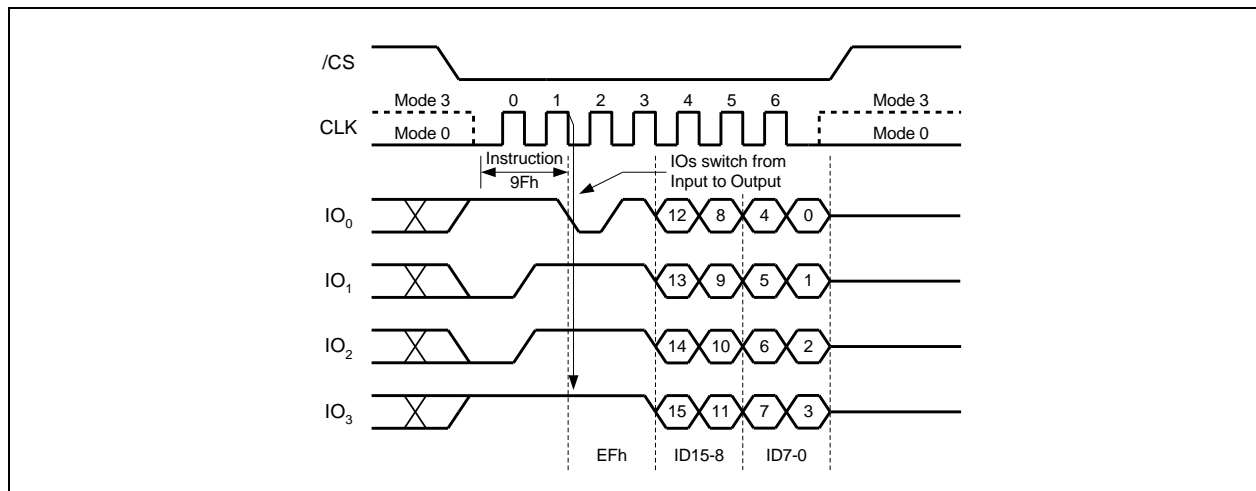 /CS
Mode 3 0 1 2 3 4 5 6 Mode 3
CLK
Mode 0 Mode 0
Instruction IOs switch from
9Fh Input to Output
IO0 12 8 4 0
IO1 13 9 5 1
IO2 14 10 6 2
IO3 15 11 7 3
EFh ID15-8 ID7-0